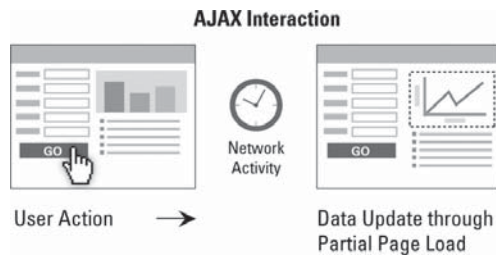 AJAX Interaction
GO
Network
Activity
GO
User Action
Data Update through
Partial Page Load